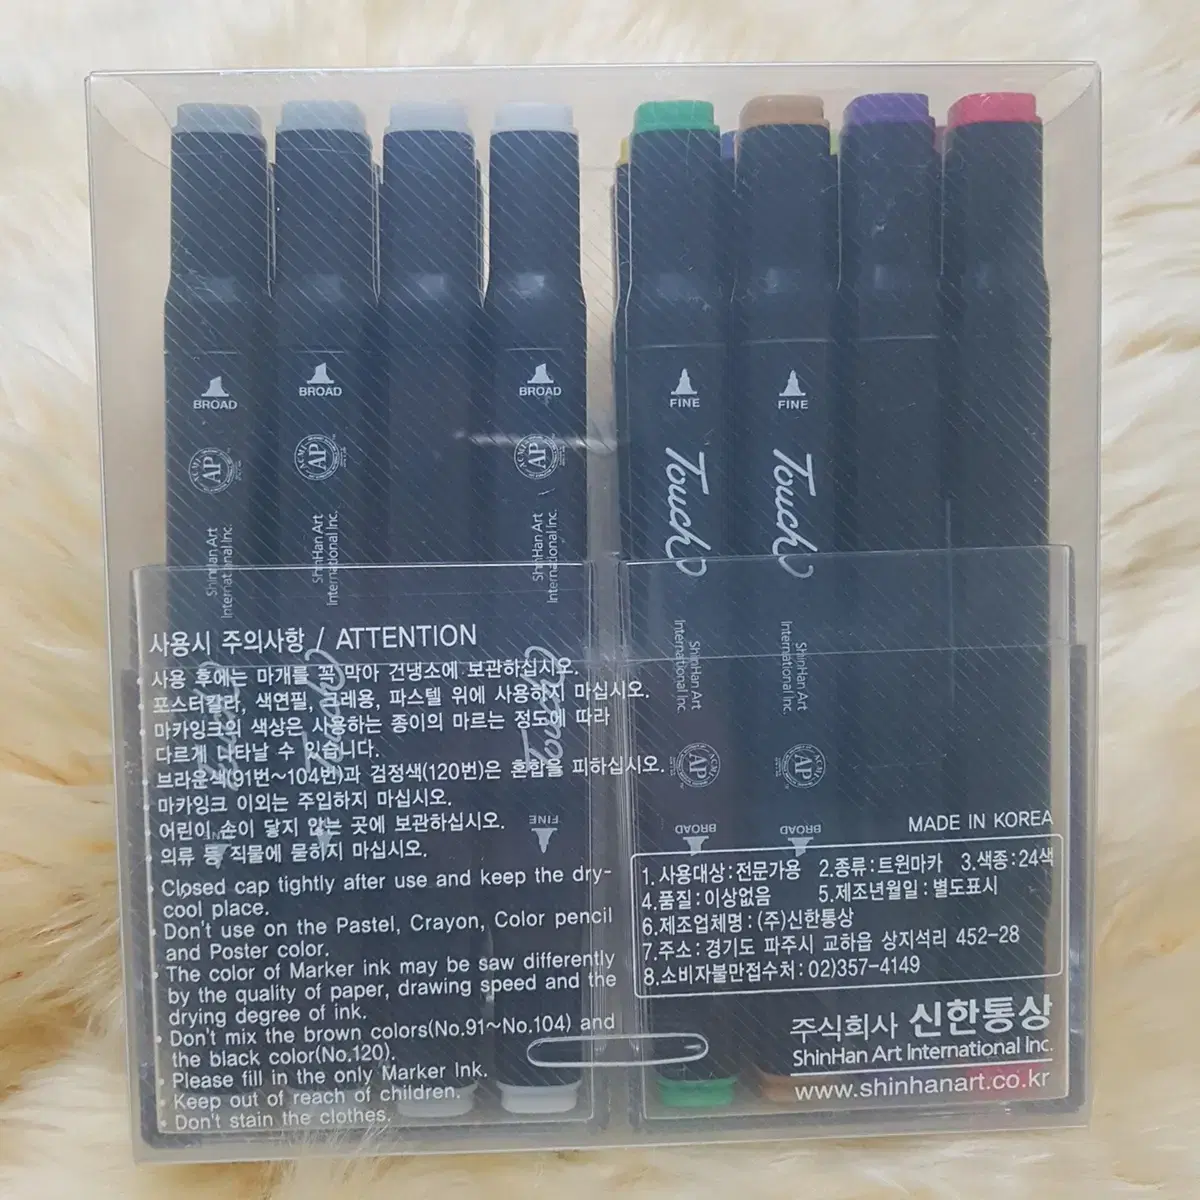 BROAD
BROAD
BROAD
FINE
FINE
ACMI AP
ACMI AP
ACMI AP
Touch
Touch
ShinHan Art
International Inc.
ShinHan Art
International Inc.
ShinHan Art
International Inc.
ShinHan Art
International Inc.
ShinHan Art
International Inc.
Touch
Touch
Touch
ACMI AP
ACMI AP
FINE
BROAD
BROAD
사용시 주의사항 / ATTENTION
• 사용 후에는 마개를 꼭 막아 건냉소에 보관하십시오.
• 포스터칼라, 색연필, 크레용, 파스텔 위에 사용하지 마십시오.
• 마카잉크의 색상은 사용하는 종이의 마르는 정도에 따라
다르게 나타날 수 있습니다.
• 브라운색(91번~104번)과 검정색(120번)은 혼합을 피하십시오.
• 마카잉크 이외는 주입하지 마십시오.
• 어린이 손이 닿지 않는 곳에 보관하십시오.
• 의류 등 직물에 묻히지 마십시오.
• Closed cap tightly after use and keep the dry-
cool place.
• Don't use on the Pastel, Crayon, Color pencil
and Poster color.
• The color of Marker ink may be saw differently
by the quality of paper, drawing speed and the
drying degree of ink.
• Don't mix the brown colors(No.91~No.104) and
the black color(No.120).
• Please fill in the only Marker Ink.
• Keep out of reach of children.
• Don't stain the clothes.
MADE IN KOREA
1. 사용대상:전문가용 2.종류:트윈마카 3.색종:24색
4.품질:이상없음 5.제조년월일:별도표시
6.제조업체명:(주)신한통상
7.주소:경기도 파주시 교하읍 상지석리 452-28
8.소비자불만접수처:02)357-4149
주식회사 신한통상
ShinHan Art International Inc.
www.shinhanart.co.kr